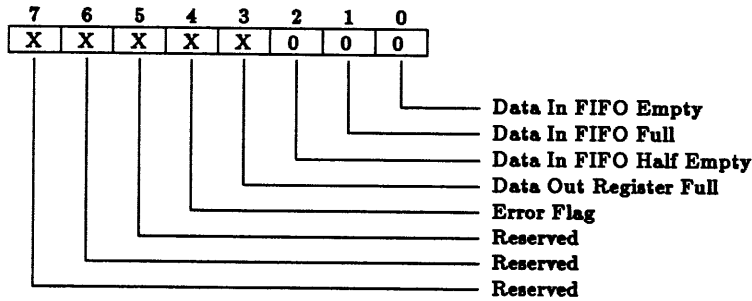 7 6 5 4 3 2 1 0
X X X X X 0 0 0
Data In FIFO Empty
Data In FIFO Full
Data In FIFO Half Empty
Data Out Register Full
Error Flag
Reserved
Reserved
Reserved